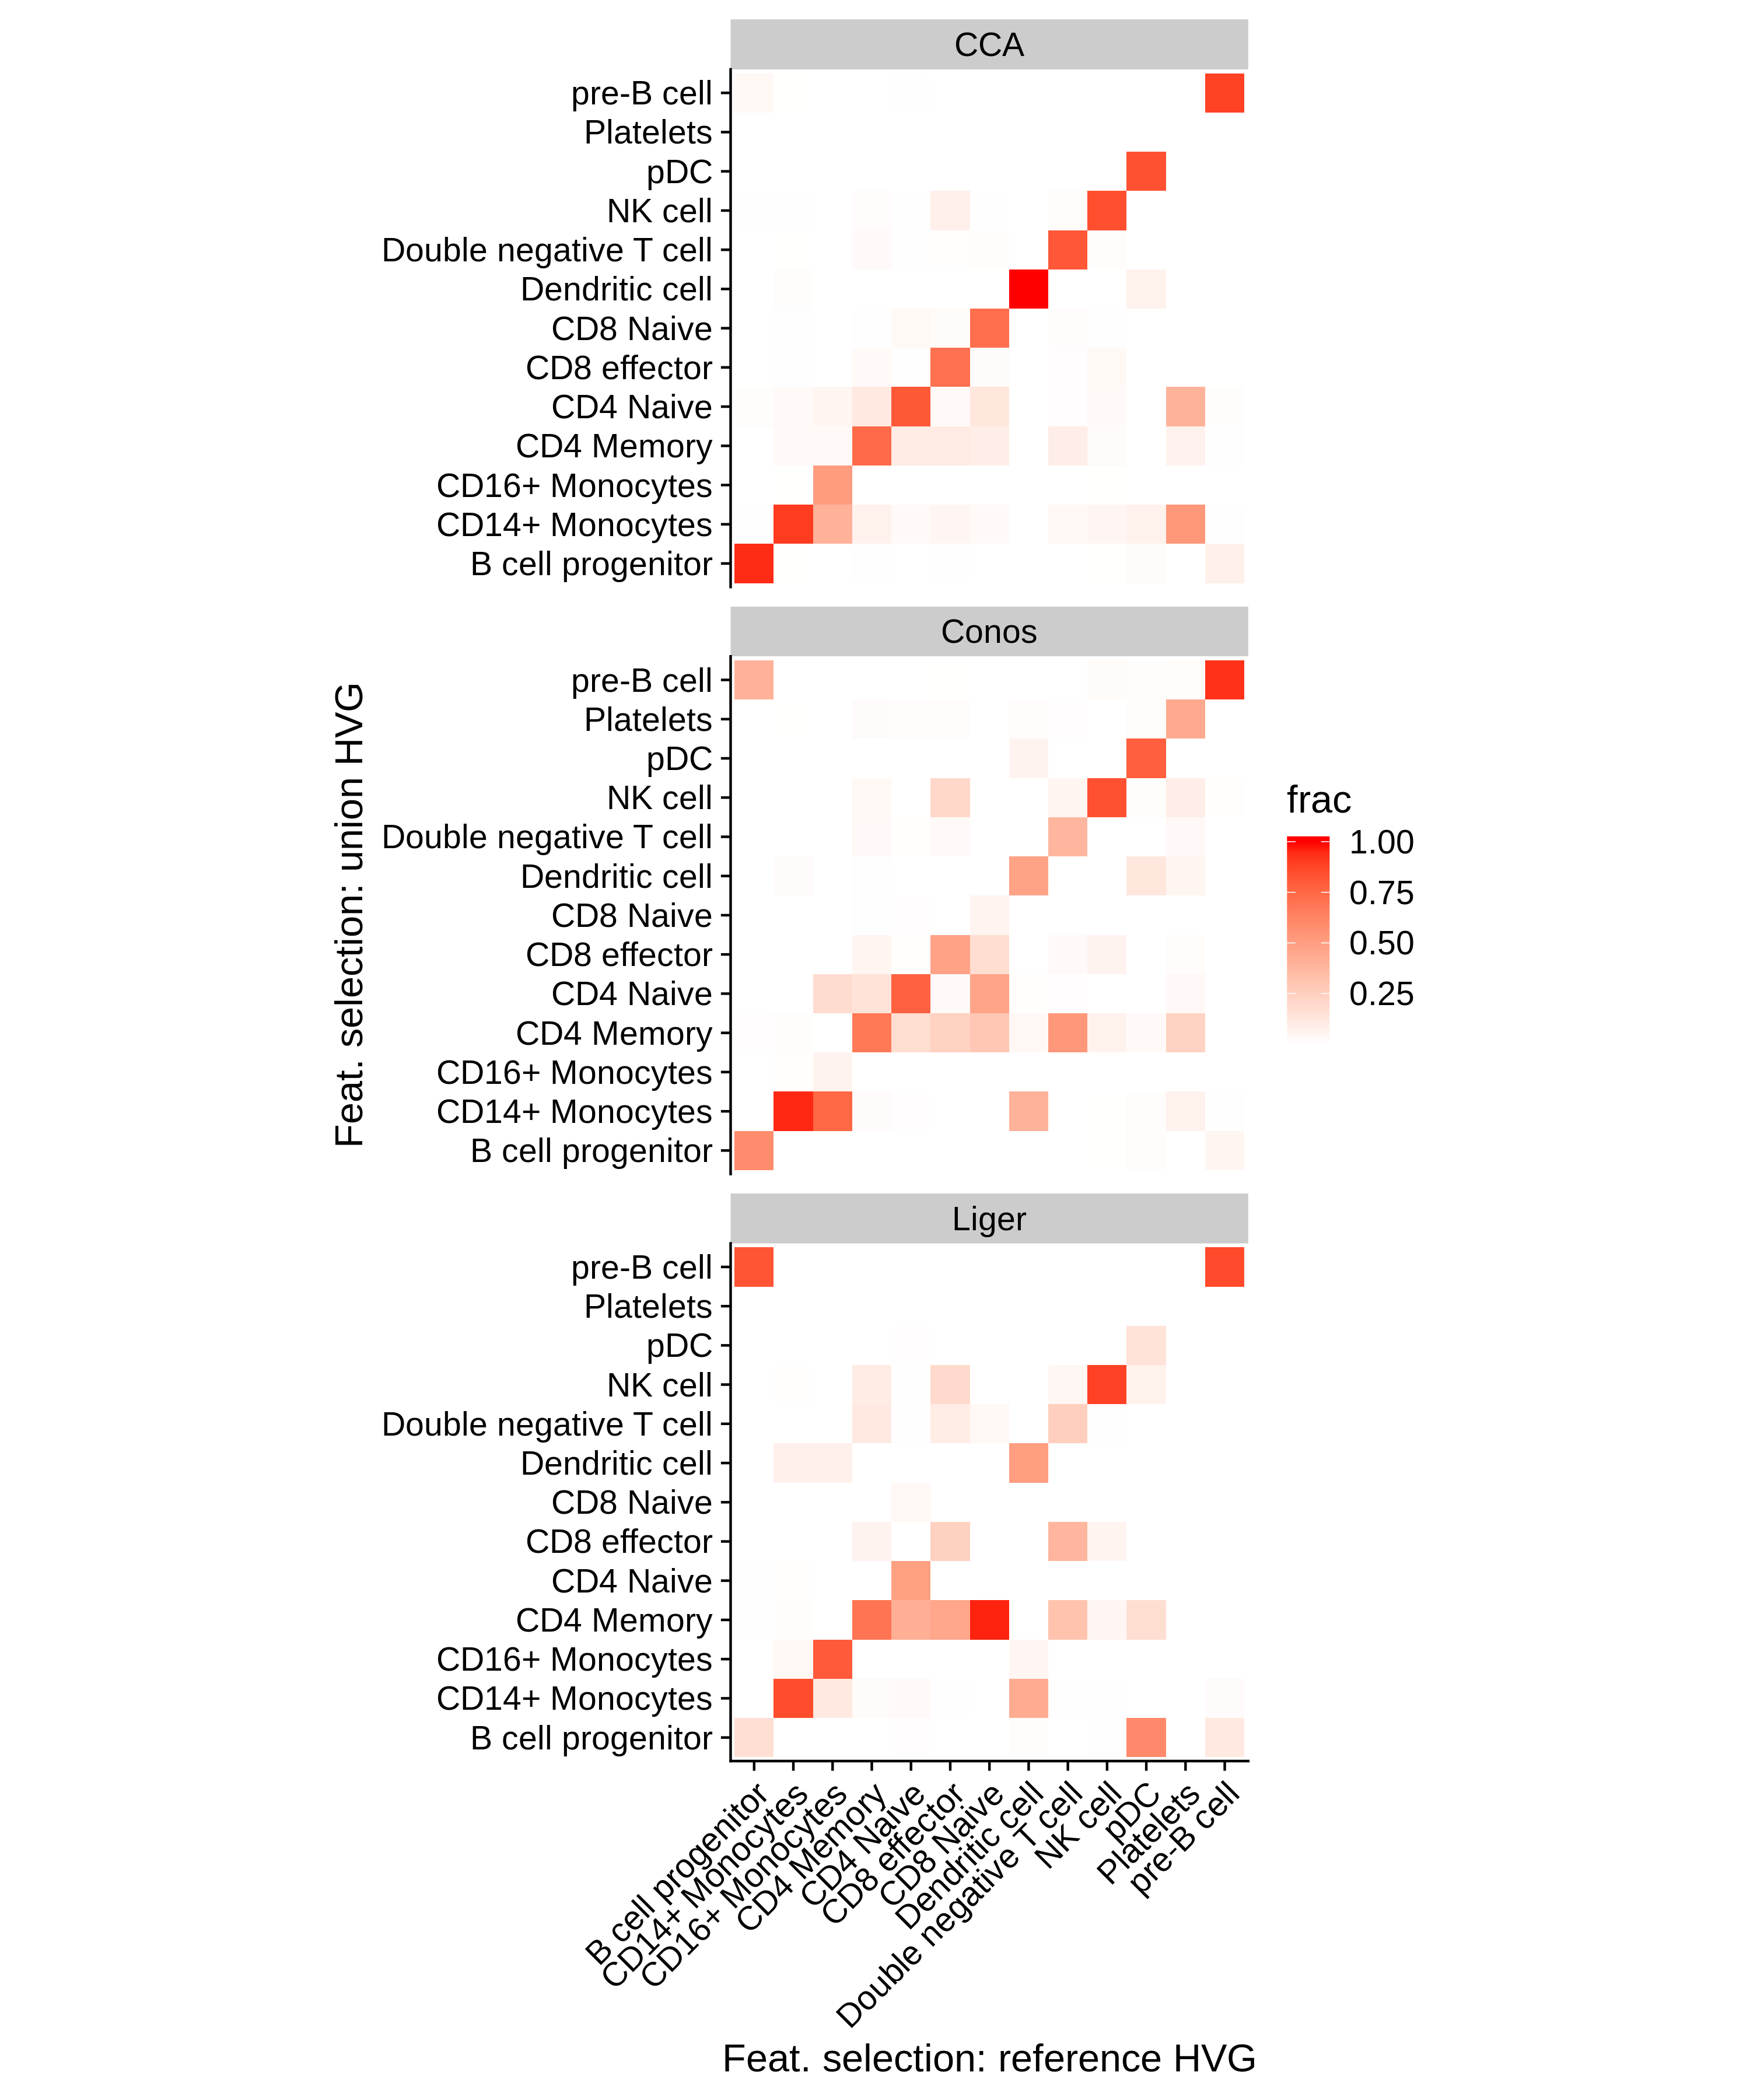 CCA
pre-B cell
Platelets
pDC
NK cell
Double negative T cell
Dendritic cell
CD8 Naive
CD8 effector
CD4 Naive
CD4 Memory
CD16+ Monocytes
CD14+ Monocytes
B cell progenitor
Conos
pre-B cell
Platelets
pDC
NK cell
Double negative T cell
Dendritic cell
CD8 Naive
CD8 effector
CD4 Naive
CD4 Memory
CD16+ Monocytes
CD14+ Monocytes
B cell progenitor
Liger
pre-B cell
Platelets
pDC
NK cell
Double negative T cell
Dendritic cell
CD8 Naive
CD8 effector
CD4 Naive
CD4 Memory
CD16+ Monocytes
CD14+ Monocytes
B cell progenitor
Feat. selection: union HVG
B cell progenitor
CD14+ Monocytes
CD16+ Monocytes
CD4 Memory
CD4 Naive
CD8 effector
CD8 Naive
Dendritic cell
Double negative T cell
NK cell
pDC
Platelets
pre-B cell
Feat. selection: reference HVG
frac
1.00
0.75
0.50
0.25